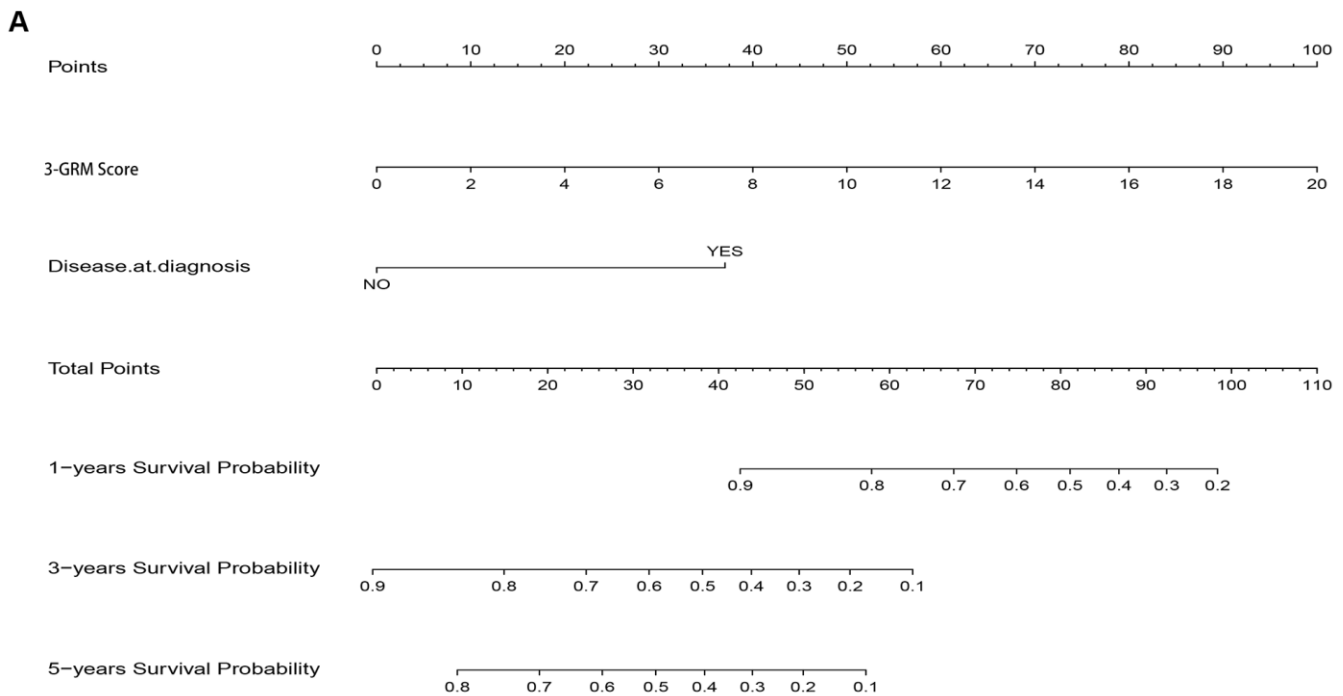 A
Points
0 10 20 30 40 50 60 70 80 90 100
3-GRM Score
0 2 4 6 8 10 12 14 16 18 20
Disease.at.diagnosis
YES
NO
Total Points
0 10 20 30 40 50 60 70 80 90 100 110
1−years Survival Probability
0.9 0.8 0.7 0.6 0.5 0.4 0.3 0.2
3−years Survival Probability
0.9 0.8 0.7 0.6 0.5 0.4 0.3 0.2 0.1
5−years Survival Probability
0.8 0.7 0.6 0.5 0.4 0.3 0.2 0.1